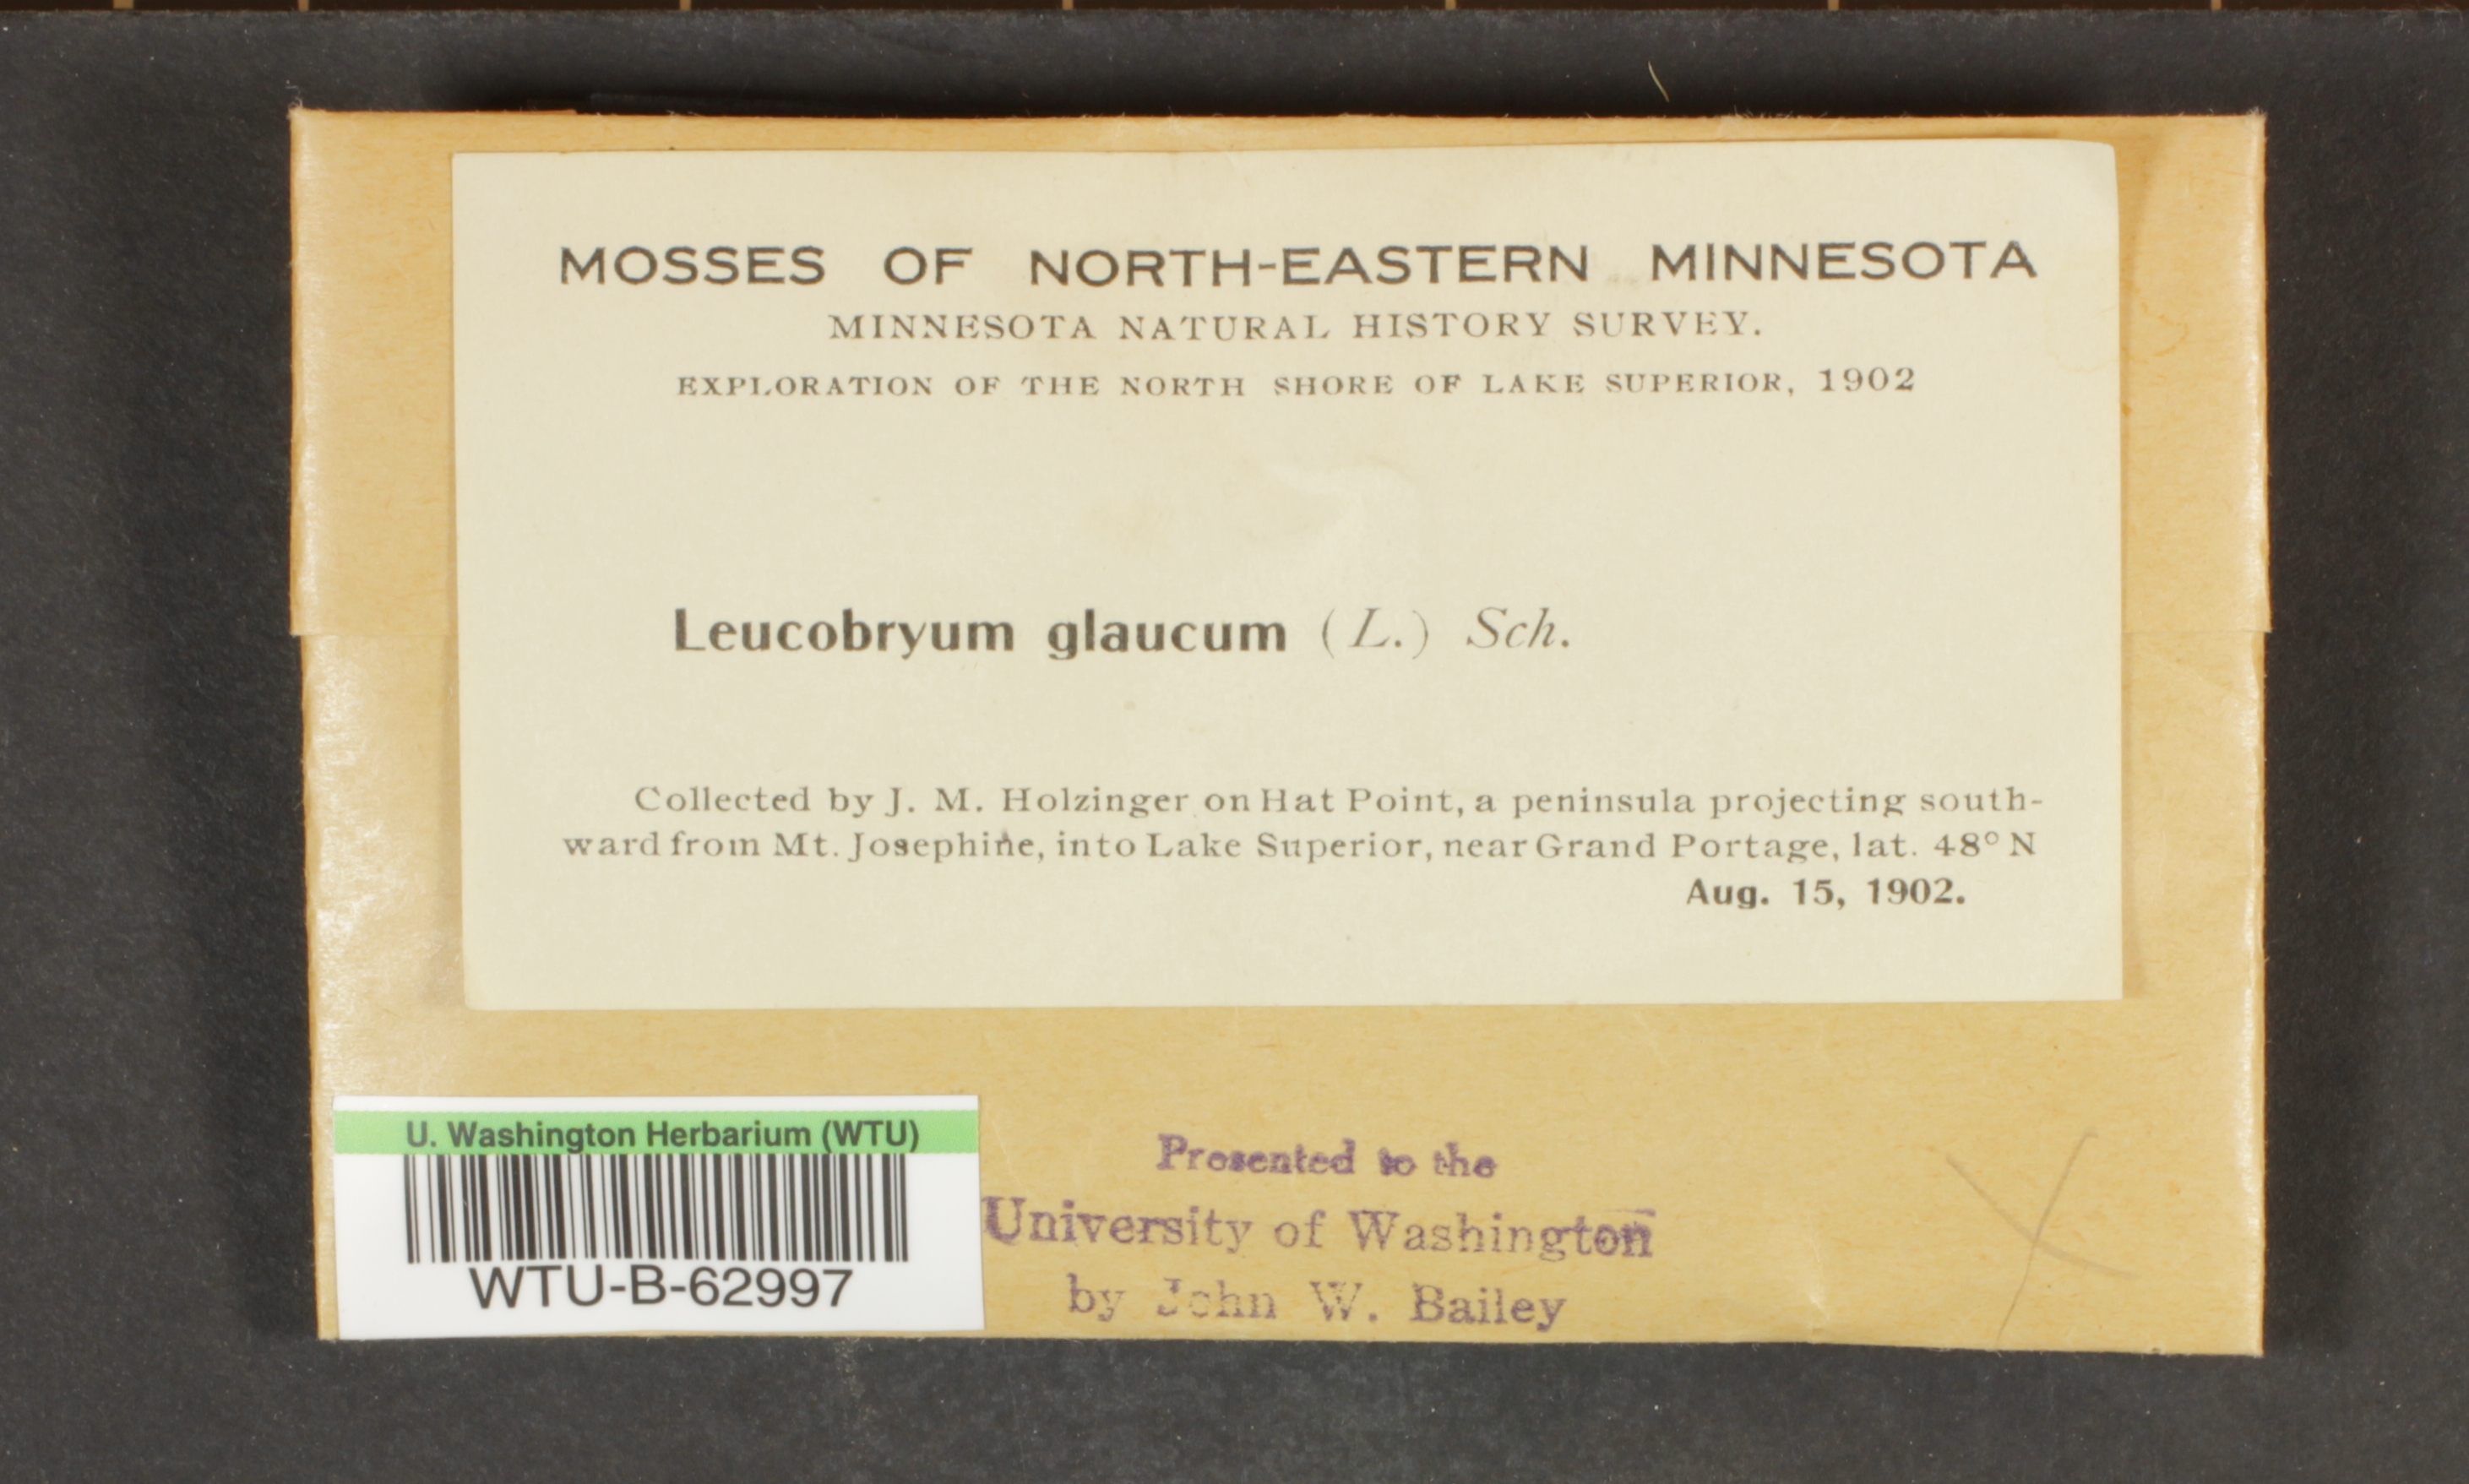 MOSSES OF NORTH-EASTERN MINNESOTA
MINNESOTA NATURAL HISTORY SURVEY.
EXPLORATION OF THE NORTH SHORE OF LAKE SUPERIOR, 1902
Leucobryum glaucum (L.) Sch.
Collected by J. M. Holzinger on Hat Point, a peninsula projecting south-
ward from Mt. Josephine, into Lake Superior, near Grand Portage, lat. 48° N
Aug. 15, 1902.
U. Washington Herbarium (WTU)
WTU-B-62997
Presented to the
University of Washington
by John W. Bailey